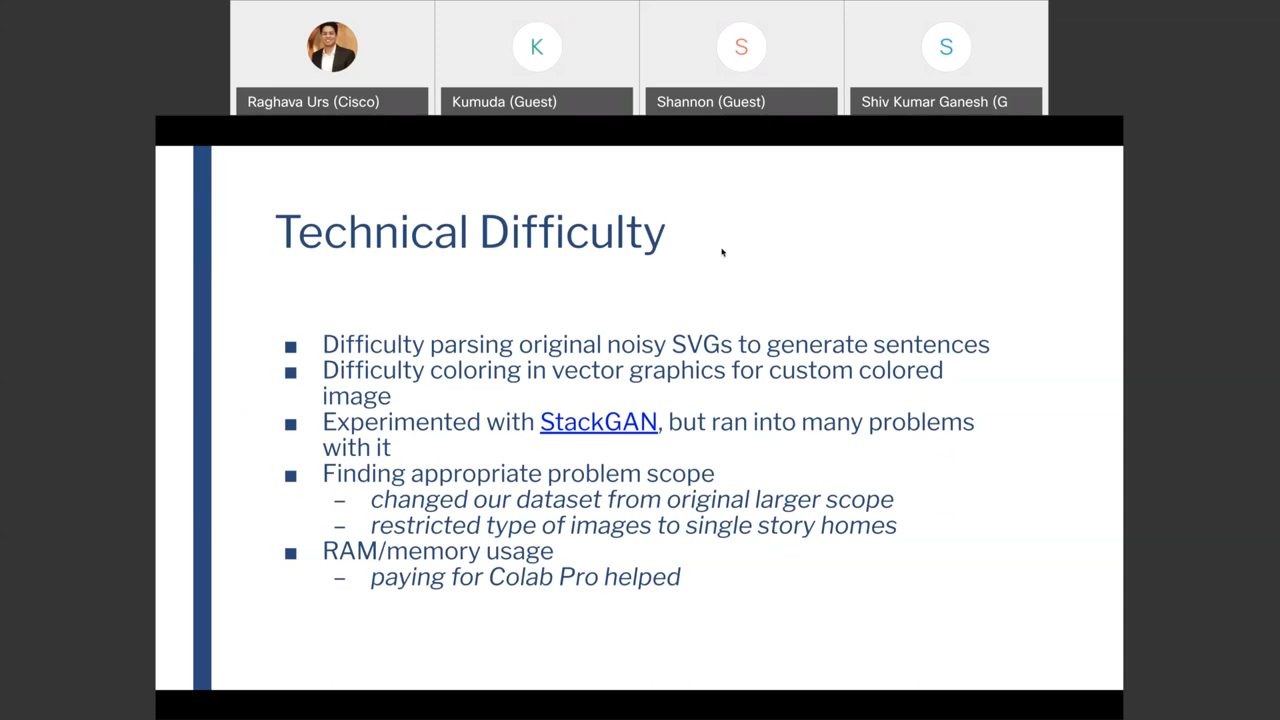 K
S
S
Raghava Urs (Cisco)
Kumuda (Guest)
Shannon (Guest)
Shiv Kumar Ganesh (G
Technical Difficulty
■ Difficulty parsing original noisy SVGs to generate sentences
■ Difficulty coloring in vector graphics for custom colored
image
■ Experimented with StackGAN, but ran into many problems
with it
■ Finding appropriate problem scope
– changed our dataset from original larger scope
– restricted type of images to single story homes
■ RAM/memory usage
– paying for Colab Pro helped